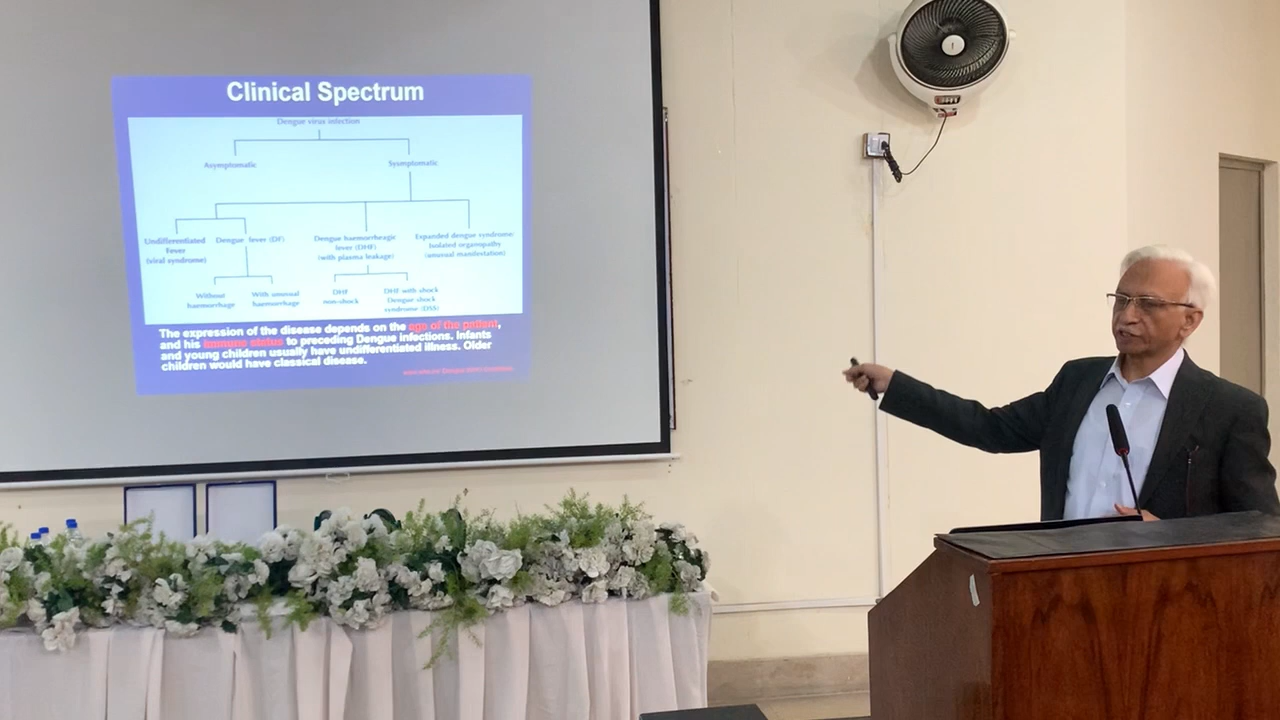 Clinical Spectrum
Dengue virus infection
Asymptomatic
Symptomatic
Undifferentiated
Fever
(viral syndrome)
Dengue fever (DF)
Dengue haemorrheagic
fever (DHF)
(with plasma leakage)
Expanded dengue syndrome/
Isolated organopathy
(unusual manifestation)
Without
haemorrhage
With unusual
haemorrhage
DHF
non-shock
DHF with shock
Dengue shock
syndrome (DSS)
The expression of the disease depends on the age of the patient,
and his immune status to preceding Dengue infections. Infants
and young children usually have undifferentiated illness. Older
children would have classical disease.